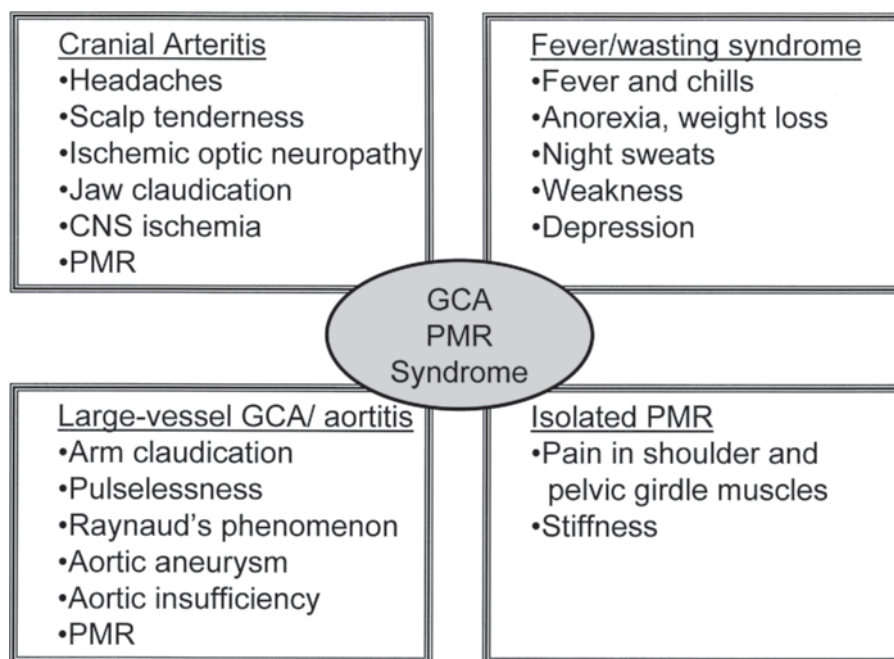 Cranial Arteritis
•Headaches
•Scalp tenderness
•Ischemic optic neuropathy
•Jaw claudication
•CNS ischemia
•PMR
Fever/wasting syndrome
•Fever and chills
•Anorexia, weight loss
•Night sweats
•Weakness
•Depression
GCA
PMR
Syndrome
Large-vessel GCA/ aortitis
•Arm claudication
•Pulselessness
•Raynaud's phenomenon
•Aortic aneurysm
•Aortic insufficiency
•PMR
Isolated PMR
•Pain in shoulder and
pelvic girdle muscles
•Stiffness